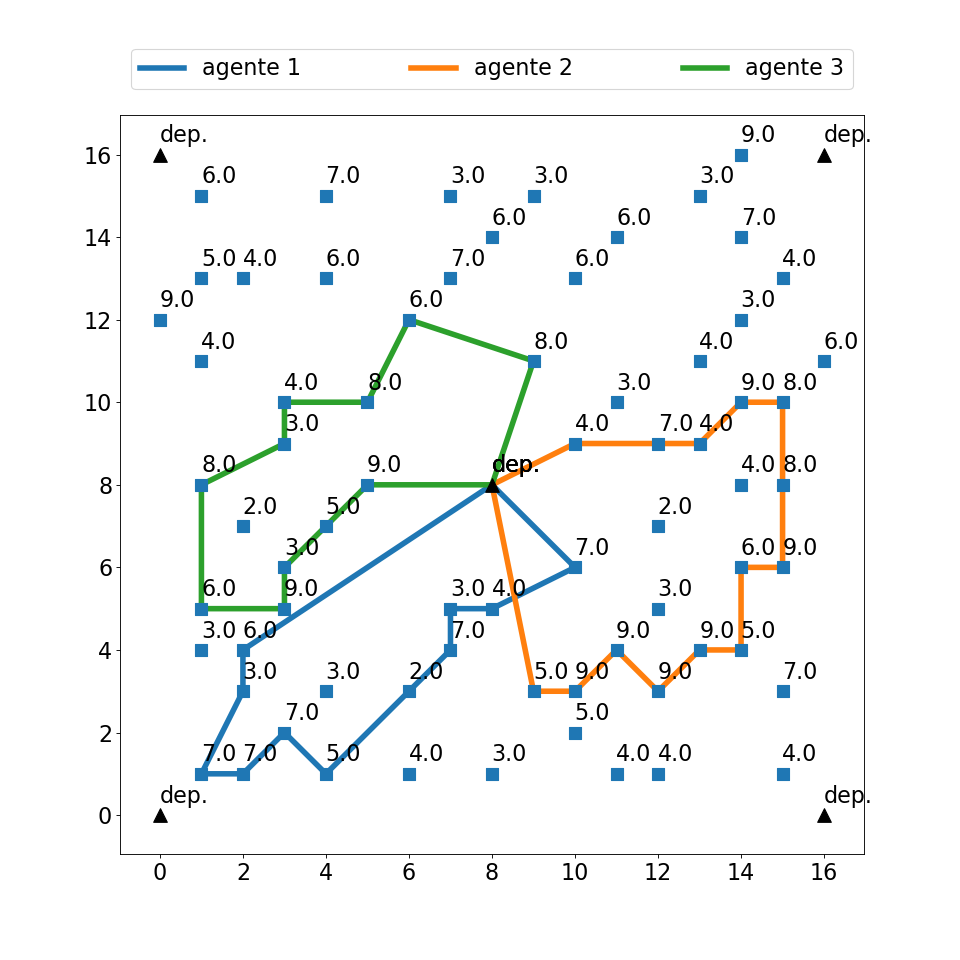 agente 1 agente 2 agente 3
dep. 9.0 dep.
16
6.0 7.0 3.0 3.0 3.0
6.0 6.0 7.0
14
5.0 4.0 6.0 7.0 6.0 4.0
9.0 6.0 3.0
12
4.0 8.0 4.0 6.0
4.0 8.0 3.0 9.0 8.0
10
3.0 4.0 7.0 4.0
8.0 9.0 dep. 4.0 8.0
8
2.0 5.0 2.0
3.0 7.0 6.0 9.0
6
6.0 9.0 3.0 4.0 3.0
3.0 6.0 7.0 9.0 9.0 5.0
4
3.0 3.0 2.0 5.0 9.0 9.0 7.0
7.0 5.0
2
7.0 7.0 5.0 4.0 3.0 4.0 4.0 4.0
dep. dep.
0
0 2 4 6 8 10 12 14 16